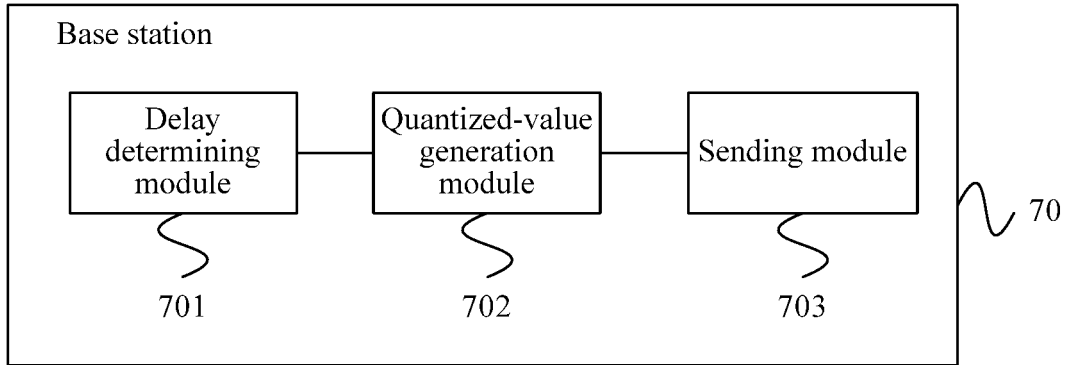 Base station
Delay
determining
module
Quantized-value
generation
module
Sending module
70
701
702
703